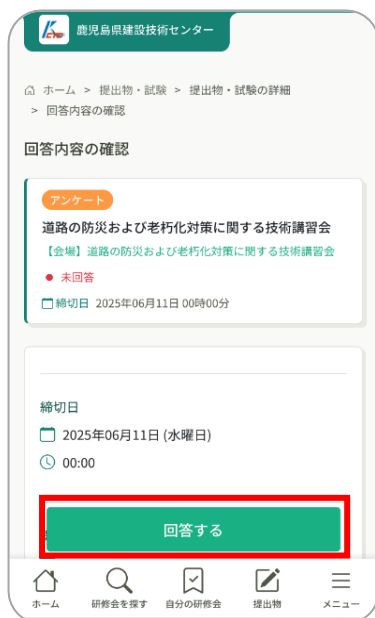 鹿児島県建設技術センター
ホーム > 提出物・試験 > 提出物・試験の詳細
> 回答内容の確認
回答内容の確認
アンケート
道路の防災および老朽化対策に関する技術講習会
【会場】道路の防災および老朽化対策に関する技術講習会
未回答
締切日 2025年06月11日 00時00分
締切日
2025年06月11日 (水曜日)
00:00
回答する
ホーム 研修会を探す 自分の研修会 提出物 メニュー